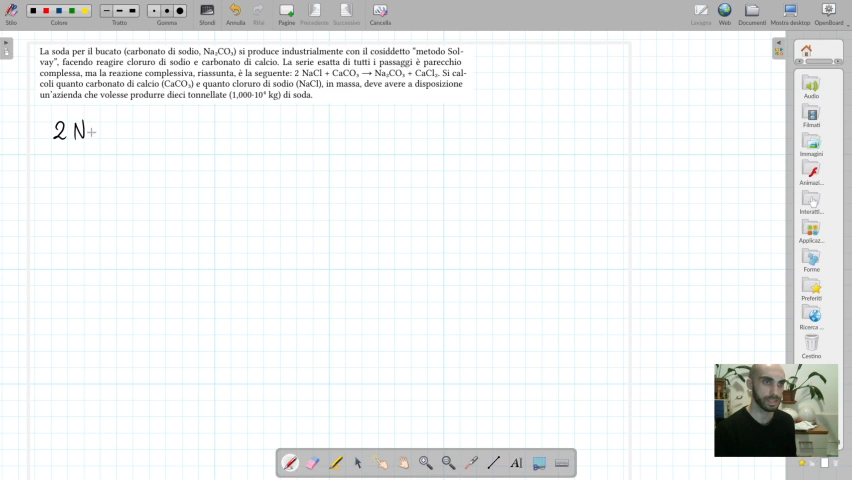 Stilo
Colore
Tratto
Gomma
Sfondi
Annulla
Rifai
Pagine
Precedente
Successivo
Cancella
Lavagna
Web
Documenti
Mostra desktop
OpenBoard
La soda per il bucato (carbonato di sodio, Na₂CO₃) si produce industrialmente con il cosiddetto "metodo Sol-
vay", facendo reagire cloruro di sodio e carbonato di calcio. La serie esatta di tutti i passaggi è parecchio
complessa, ma la reazione complessiva, riassunta, è la seguente: 2 NaCl + CaCO₃ → Na₂CO₃ + CaCl₂. Si cal-
coli quanto carbonato di calcio (CaCO₃) e quanto cloruro di sodio (NaCl), in massa, deve avere a disposizione
un'azienda che volesse produrre dieci tonnellate (1,000·10⁴ kg) di soda.
2 N
Audio
Filmati
Immagini
Animazi...
Interatti...
Applicaz...
Forme
Preferiti
Ricerca ...
Cestino